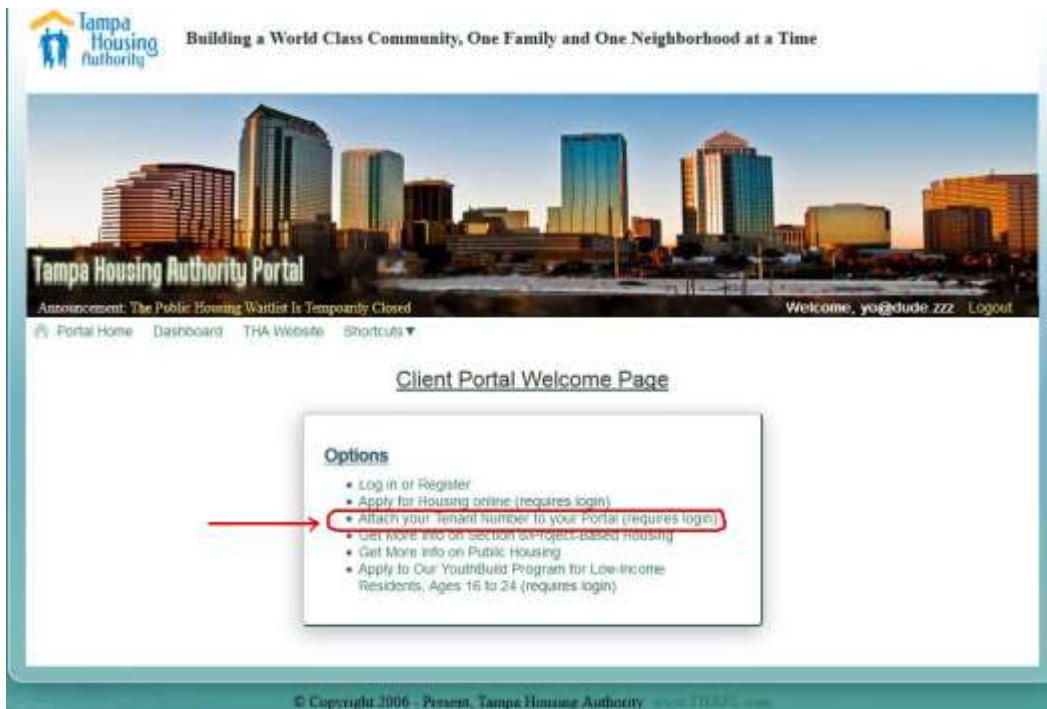 Tampa
Housing
Authority
Building a World Class Community, One Family and One Neighborhood at a Time
Tampa Housing Authority Portal
Announcement: The Public Housing Waitlist Is Temporarily Closed
Welcome, yo@dude.zzz Logout
Portal Home Dashboard THA Website Shortcuts▼
Client Portal Welcome Page
Options
• Log in or Register
• Apply for Housing online (requires login)
• Attach your Tenant Number to your Portal (requires login)
• Get More Info on Section 8/Project-Based Housing
• Get More Info on Public Housing
• Apply to Our YouthBuild Program for Low-Income
Residents, Ages 16 to 24 (requires login)
© Copyright 2006 - Present, Tampa Housing Authority